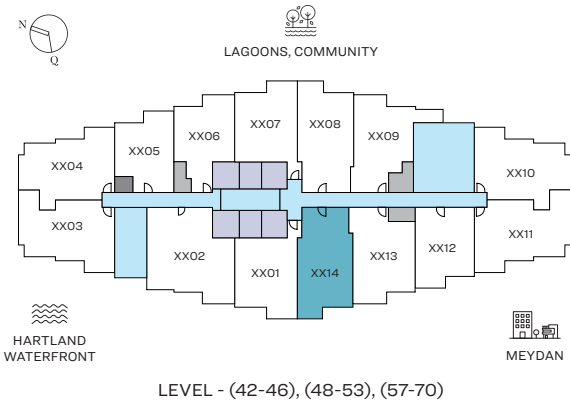 N
Q
LAGOONS, COMMUNITY
XX07
XX08
XX06
XX09
XX05
XX04
XX10
XX03
XX11
XX02
XX12
XX01
XX14
XX13
HARTLAND
WATERFRONT
MEYDAN
LEVEL - (42-46), (48-53), (57-70)